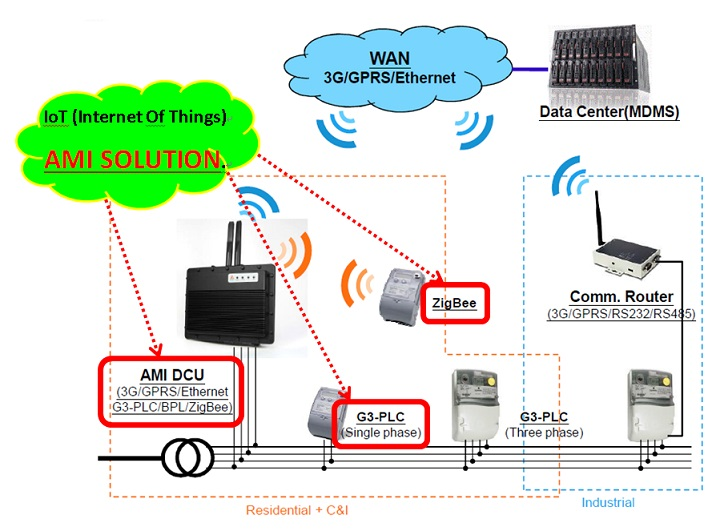 WAN
3G/GPRS/Ethernet
Data Center(MDMS)
IoT (Internet Of Things)
AMI SOLUTION
ZigBee
Comm. Router
(3G/GPRS/RS232/RS485)
AMI DCU
(3G/GPRS/Ethernet
G3-PLC/BPL/ZigBee)
G3-PLC
(Single phase)
G3-PLC
(Three phase)
Residential + C&I
Industrial